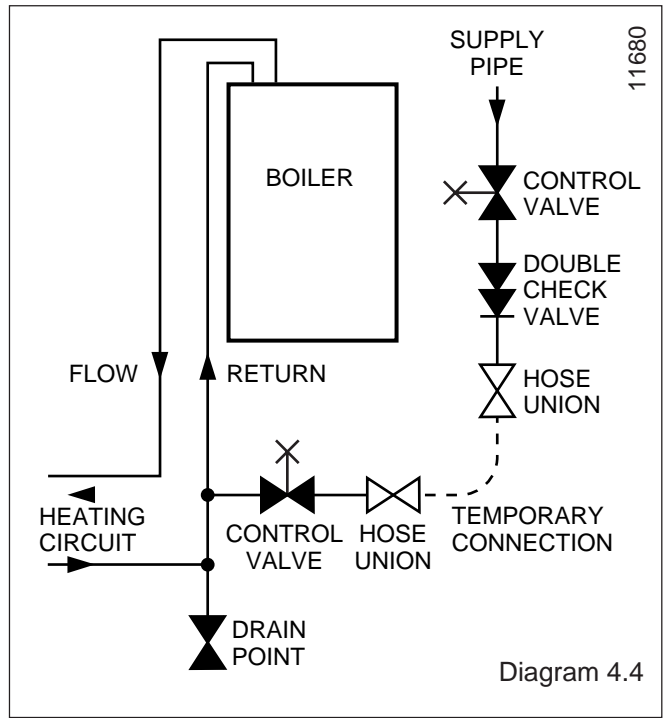 SUPPLY
PIPE
11680
BOILER
CONTROL
VALVE
DOUBLE
CHECK
VALVE
FLOW
RETURN
HOSE
UNION
HEATING
CIRCUIT
CONTROL
VALVE
HOSE
UNION
TEMPORARY
CONNECTION
DRAIN
POINT
Diagram 4.4